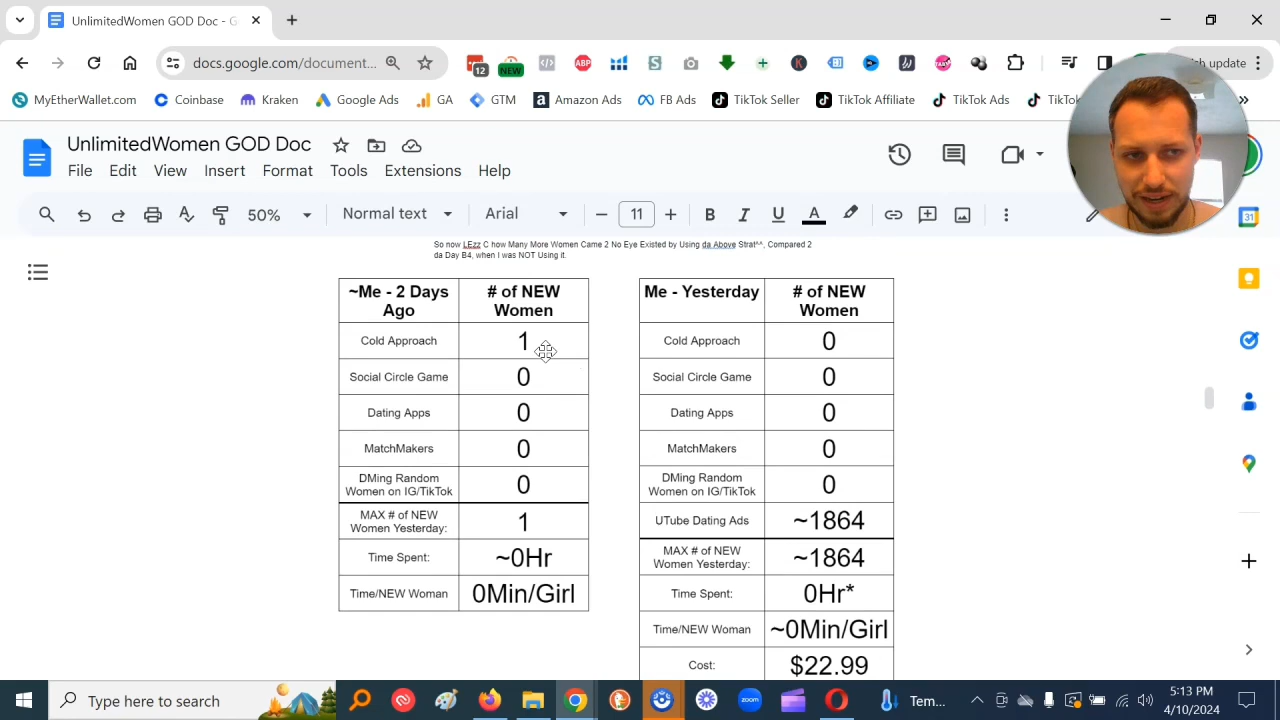 UnlimitedWomen GOD Doc - G
docs.google.com/document...
12
NEW
ABP
update
MyEtherWallet.com
Coinbase
Kraken
Google Ads
GA
GTM
Amazon Ads
FB Ads
TikTok Seller
TikTok Affiliate
TikTok Ads
TikTok
UnlimitedWomen GOD Doc
File Edit View Insert Format Tools Extensions Help
50% Normal text Arial 11 B I U A
So now LEzz C how Many More Women Came 2 No Eye Existed by Using da Above Strat^^, Compared 2
da Day B4, when I was NOT Using it.
~Me - 2 Days
Ago
# of NEW
Women
Cold Approach
1
Social Circle Game
0
Dating Apps
0
MatchMakers
0
DMing Random
Women on IG/TikTok
0
MAX # of NEW
Women Yesterday:
1
Time Spent:
~0Hr
Time/NEW Woman
0Min/Girl
Me - Yesterday
# of NEW
Women
Cold Approach
0
Social Circle Game
0
Dating Apps
0
MatchMakers
0
DMing Random
Women on IG/TikTok
0
UTube Dating Ads
~1864
MAX # of NEW
Women Yesterday:
~1864
Time Spent:
0Hr*
Time/NEW Woman
~0Min/Girl
Cost:
$22.99
31
Type here to search
zoom
Tem...
5:13 PM
4/10/2024